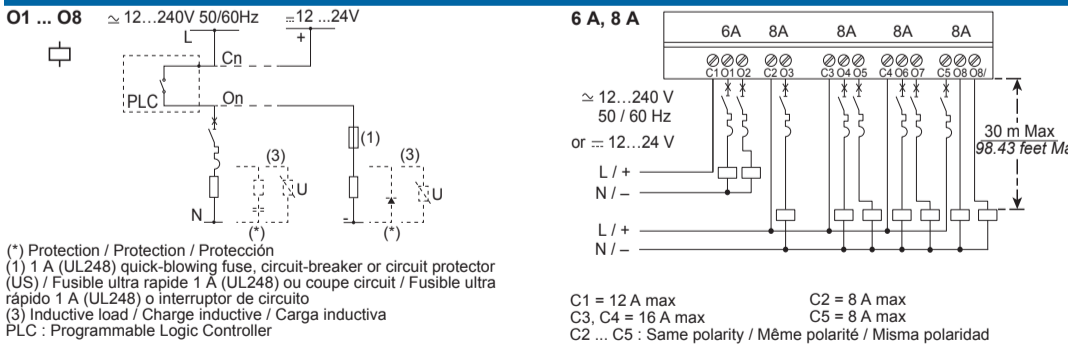 O1 ... O8
≃ 12...240V 50/60Hz
⎓12 ...24V
L
+
Cn
PLC
On
(1)
(3)
(3)
U
U
N
-
(*)
(*)
(*) Protection / Protection / Protección
(1) 1 A (UL248) quick-blowing fuse, circuit-breaker or circuit protector
(US) / Fusible ultra rapide 1 A (UL248) ou coupe circuit / Fusible ultra
rápido 1 A (UL248) o interruptor de circuito
(3) Inductive load / Charge inductive / Carga inductiva
PLC : Programmable Logic Controller
6 A, 8 A
6A 8A 8A 8A 8A
C1 O1 O2 C2 O3 C3 O4 O5 C4 O6 O7 C5 O8 O8/
≃ 12...240 V
50 / 60 Hz
or ⎓ 12...24 V
L / +
N / –
L / +
N / –
30 m Max
98.43 feet Ma
C1 = 12 A max C2 = 8 A max
C3, C4 = 16 A max C5 = 8 A max
C2 ... C5 : Same polarity / Même polarité / Misma polaridad